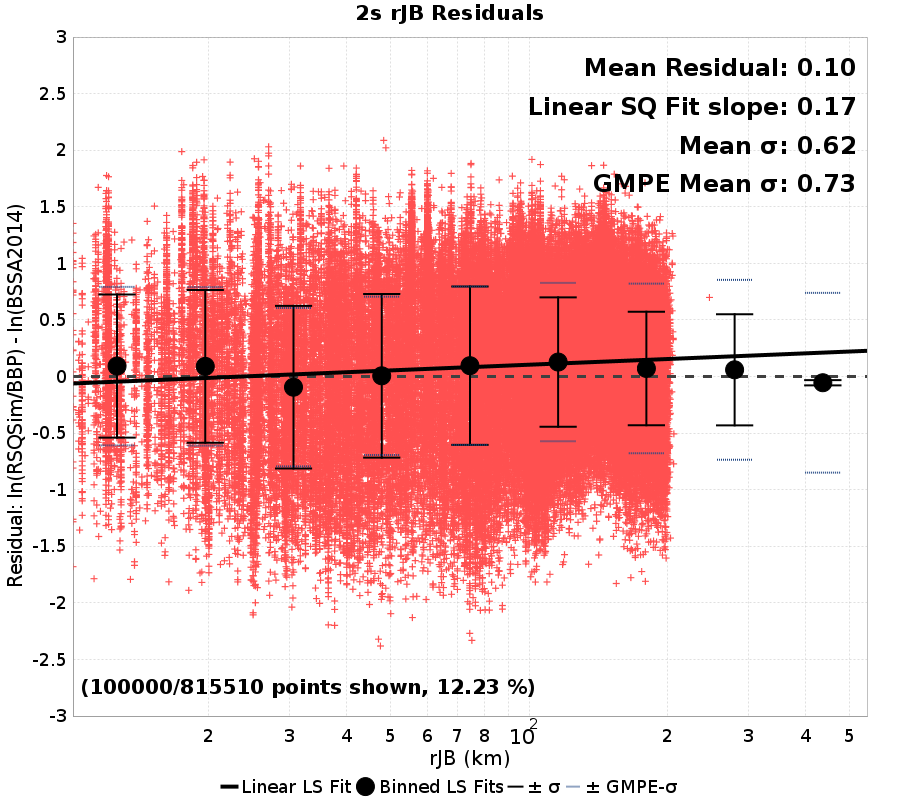 2s rJB Residuals
Mean Residual: 0.10
Linear SQ Fit slope: 0.17
Mean σ: 0.62
GMPE Mean σ: 0.73
3
2.5
2
1.5
1
0.5
0
-0.5
-1
-1.5
-2
-2.5
-3
Residual: ln(RSQSim/BBP) - ln(BSSA2014)
(100000/815510 points shown, 12.23 %)
2 3 4 5 6 7 8 10² 2 3 4 5
rJB (km)
Linear LS Fit Binned LS Fits ± σ ± GMPE-σ